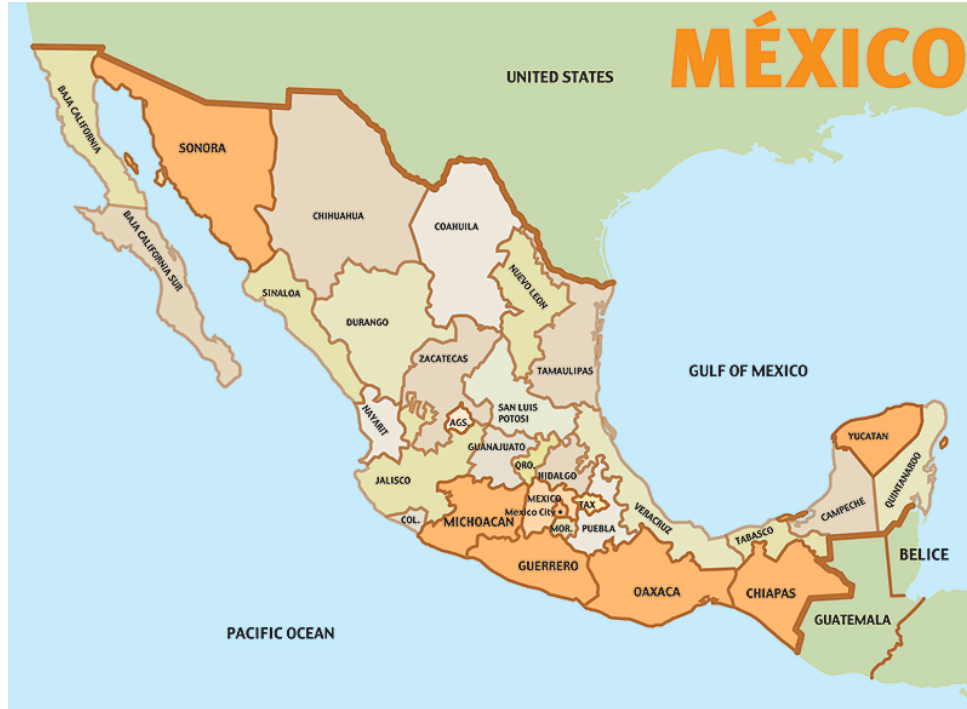 MÉXICO
UNITED STATES
BAJA CALIFORNIA
SONORA
CHIHUAHUA
COAHUILA
BAJA CALIFORNIA SUR
NUEVO LEON
SINALOA
DURANGO
ZACATECAS
TAMAULIPAS
GULF OF MEXICO
NAYARIT
AGS.
SAN LUIS
POTOSI
YUCATAN
QUINTANARDO
GUANAJUATO
QRO.
HIDALGO
JALISCO
MEXICO
TAX
VERACRUZ
CAMPECHE
COL.
MICHOACAN
Mexico City
MOR.
PUEBLA
TABASCO
BELICE
GUERRERO
OAXACA
CHIAPAS
GUATEMALA
PACIFIC OCEAN